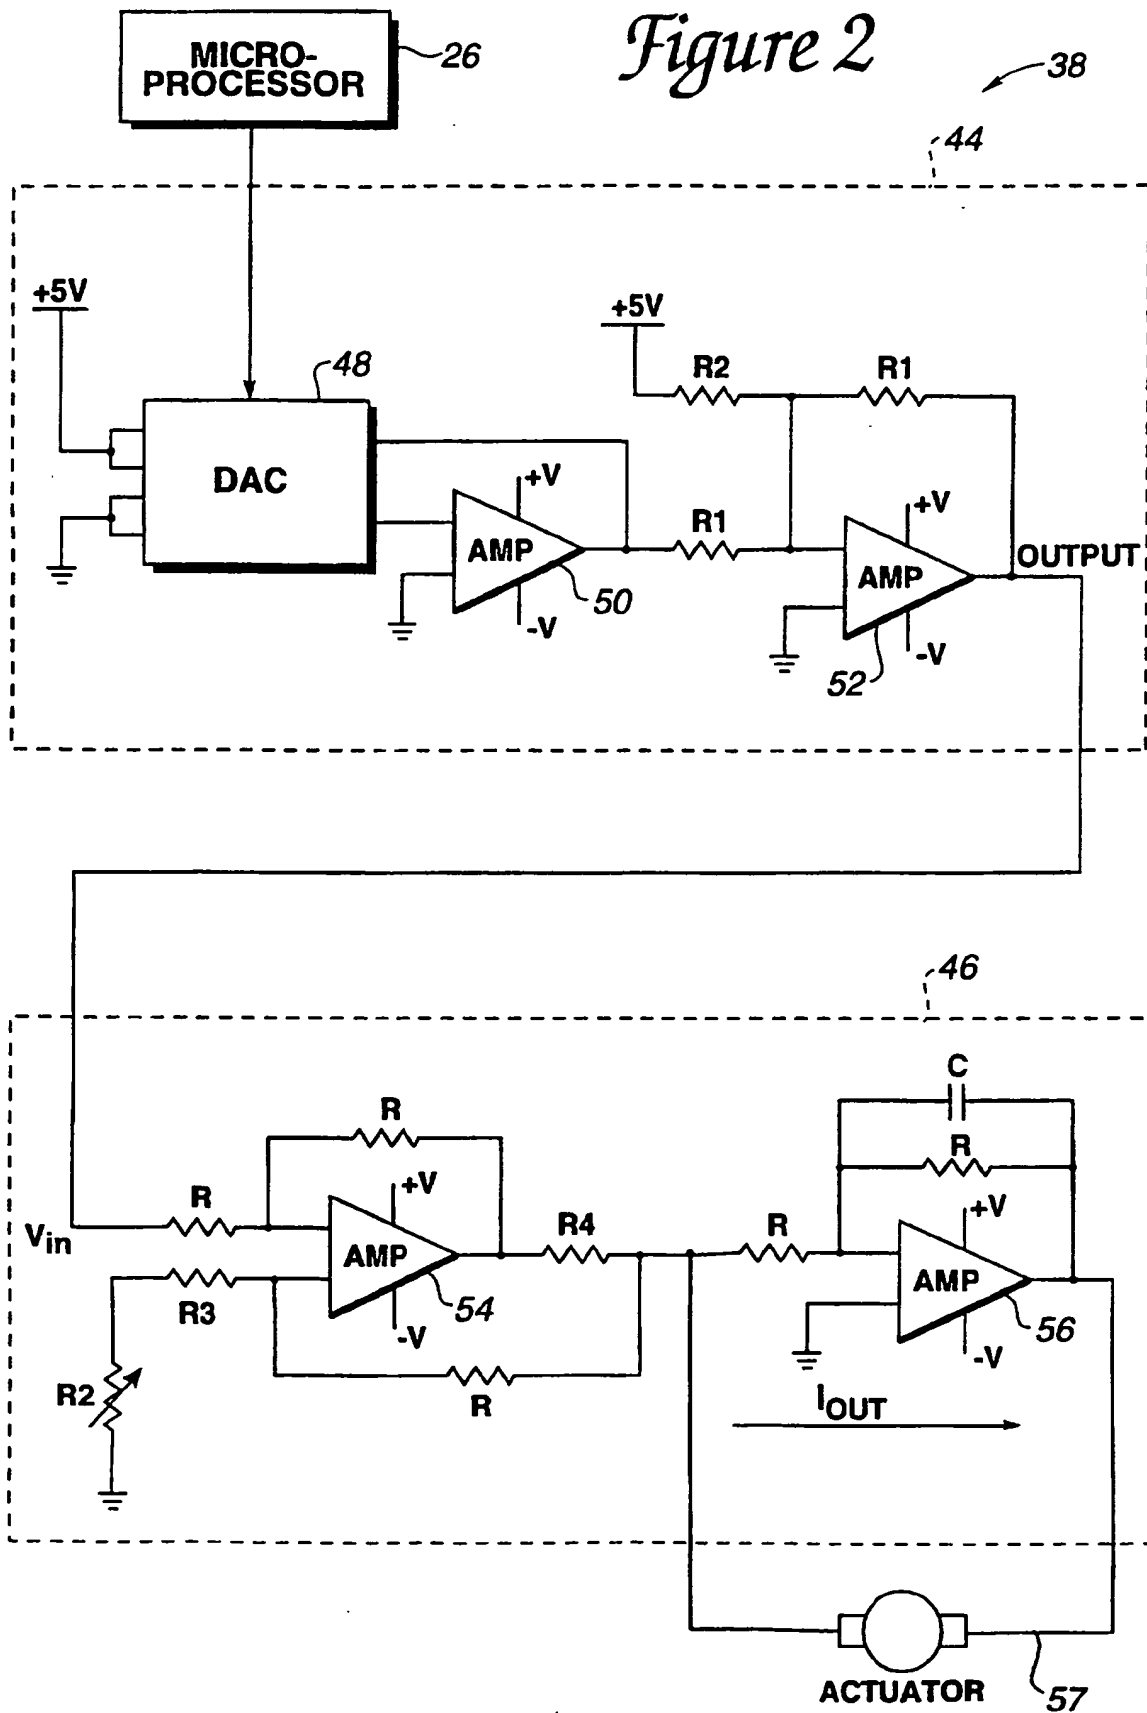 Figure 2
MICRO-
PROCESSOR
26
38
44
+5V
+5V
48
R2
R1
DAC
+V
AMP
50
-V
R1
+V
AMP
OUTPUT
52
-V
46
C
R
R
R
+V
Vin
AMP
R4
R
+V
AMP
R3
54
-V
56
-V
R2
R
IOUT
ACTUATOR
57